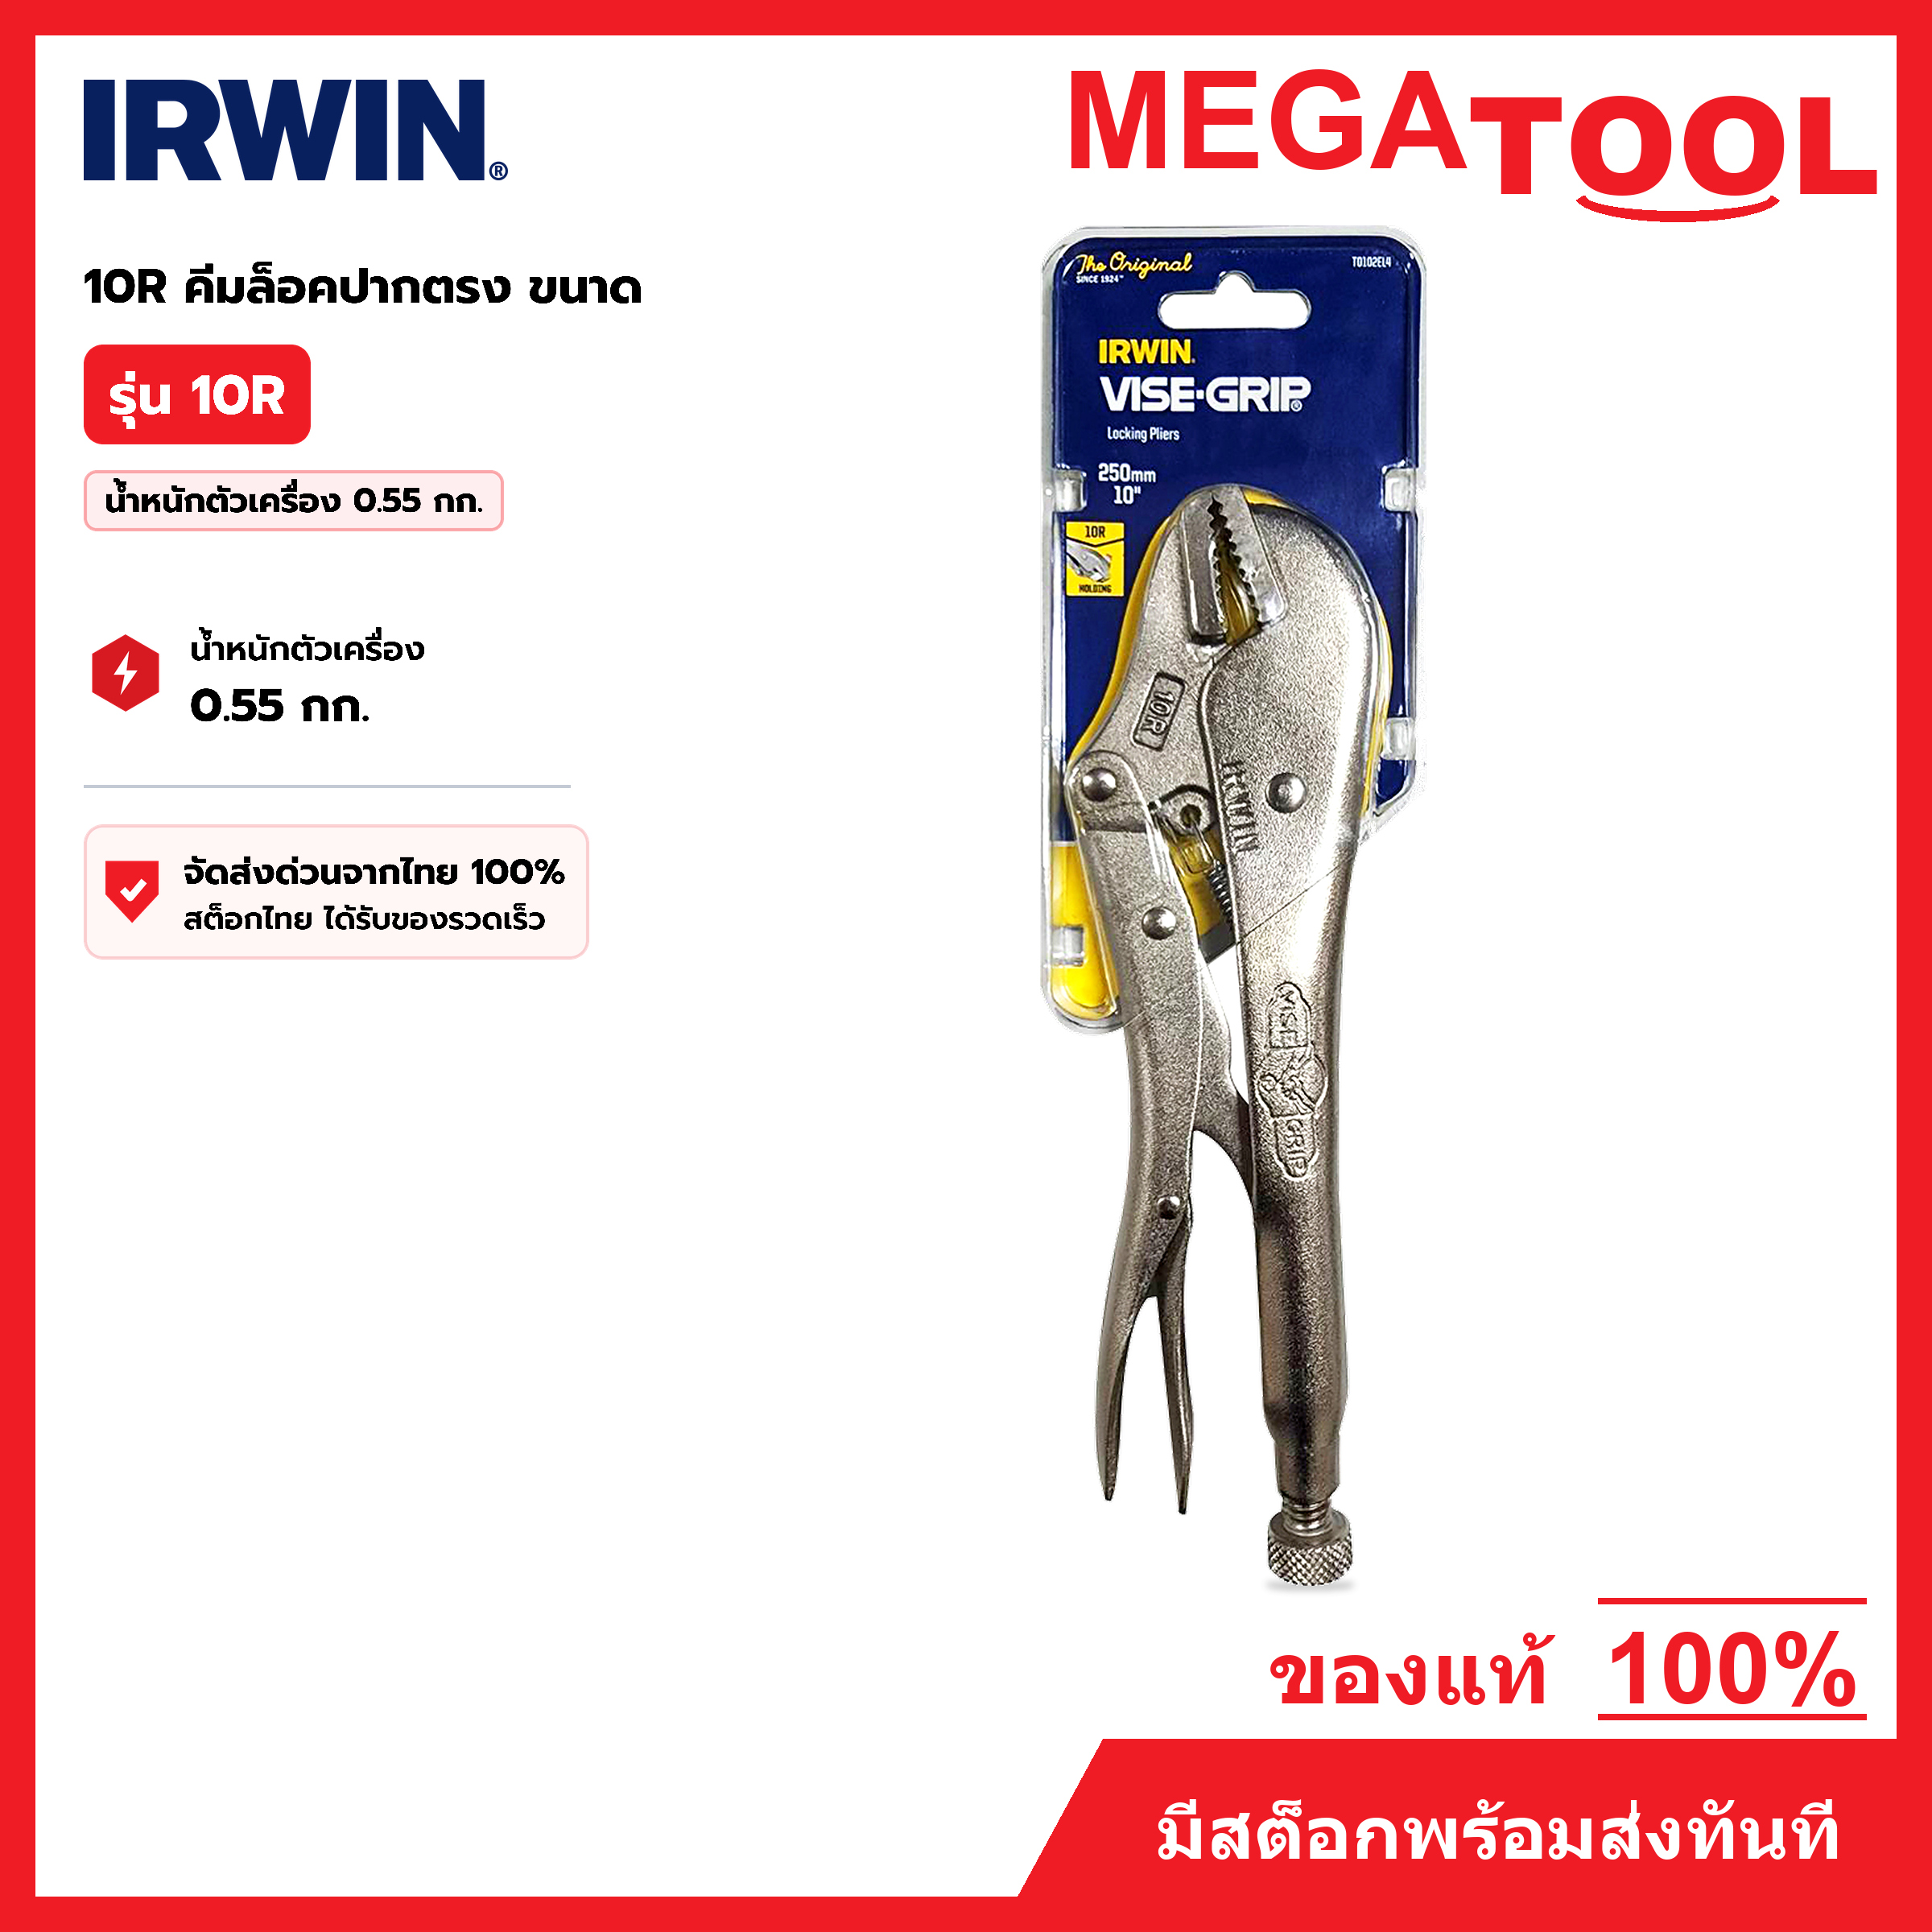 IRWIN®
MEGATOOL
10R คีมล็อคปากตรง ขนาด
รุ่น 10R
น้ำหนักตัวเครื่อง 0.55 กก.
น้ำหนักตัวเครื่อง
0.55 กก.
จัดส่งด่วนจากไทย 100%
สต็อกไทย ได้รับของรวดเร็ว
The Original
SINCE 1924™
T0102EL4
IRWIN®
VISE-GRIP®
Locking Pliers
250mm
10"
10R
HOLDING
10R
IRWIN
VISE GRIP
ของแท้ 100%
มีสต็อกพร้อมส่งทันที